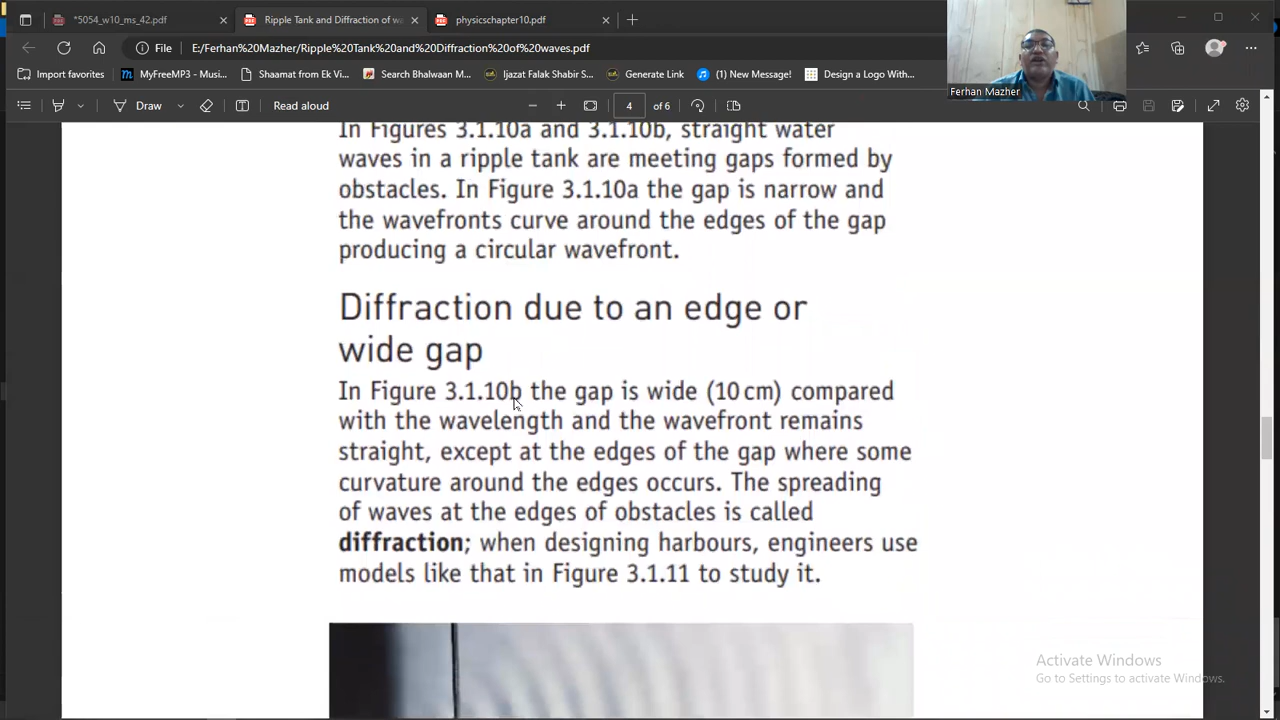 *5054_w10_ms_42.pdf
Ripple Tank and Diffraction of wa
physicschapter10.pdf
File
E:/Ferhan%20Mazher/Ripple%20Tank%20and%20Diffraction%20of%20waves.pdf
Import favorites
MyFreeMP3 - Musi...
Shaamat from Ek Vi...
Search Bhalwaan M...
Ijazat Falak Shabir S...
Generate Link
(1) New Message!
Design a Logo With...
Ferhan Mazher
Draw
Read aloud
4
of 6
In Figures 3.1.10a and 3.1.10b, straight water
waves in a ripple tank are meeting gaps formed by
obstacles. In Figure 3.1.10a the gap is narrow and
the wavefronts curve around the edges of the gap
producing a circular wavefront.
Diffraction due to an edge or
wide gap
In Figure 3.1.10b the gap is wide (10 cm) compared
with the wavelength and the wavefront remains
straight, except at the edges of the gap where some
curvature around the edges occurs. The spreading
of waves at the edges of obstacles is called
diffraction; when designing harbours, engineers use
models like that in Figure 3.1.11 to study it.
Activate Windows
Go to Settings to activate Windows.